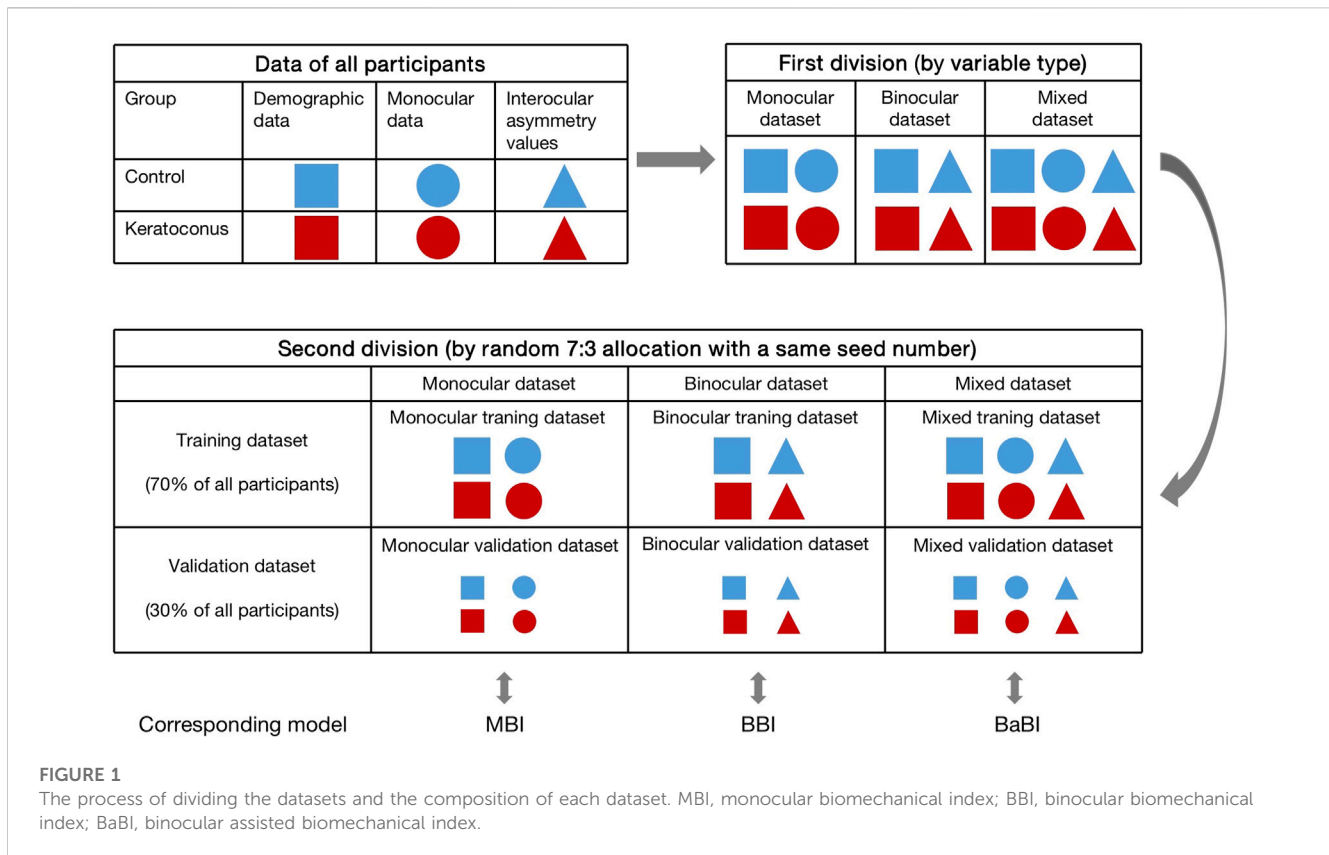 Data of all participants
Group
Demographic data
Monocular data
Interocular asymmetry values
Control
Keratoconus
First division (by variable type)
Monocular dataset
Binocular dataset
Mixed dataset
Second division (by random 7:3 allocation with a same seed number)
Monocular dataset
Binocular dataset
Mixed dataset
Training dataset
(70% of all participants)
Monocular traning dataset
Binocular traning dataset
Mixed traning dataset
Validation dataset
(30% of all participants)
Monocular validation dataset
Binocular validation dataset
Mixed validation dataset
Corresponding model
MBI
BBI
BaBI
FIGURE 1
The process of dividing the datasets and the composition of each dataset. MBI, monocular biomechanical index; BBI, binocular biomechanical
index; BaBI, binocular assisted biomechanical index.